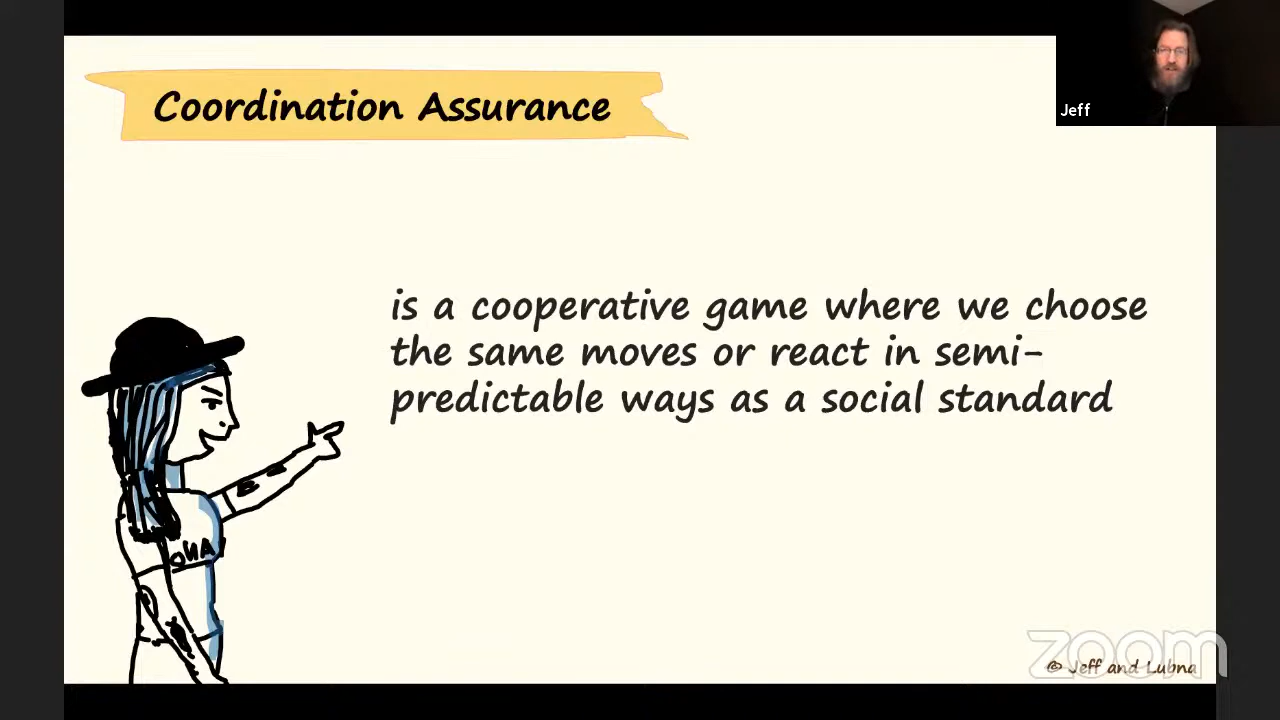 Coordination Assurance
Jeff
is a cooperative game where we choose
the same moves or react in semi-
predictable ways as a social standard
zoom
© Jeff and Lubna